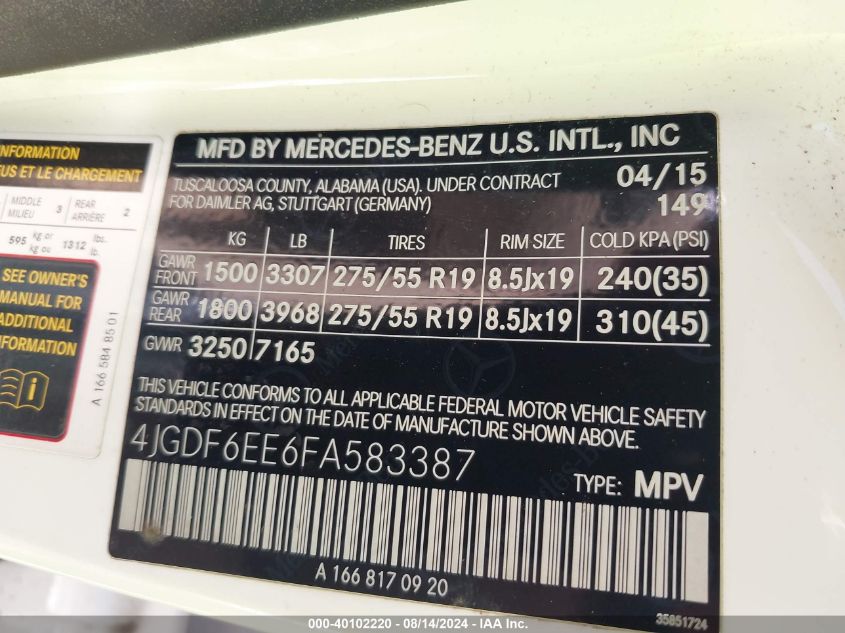 INFORMATION
US ET LE CHARGEMENT
MIDDLE MILIEU 3 REAR ARRIÈRE 2
595 kg or kg ou 1312 lbs. lb.
SEE OWNER'S
MANUAL FOR
ADDITIONAL
INFORMATION
A 166 584 85 01
MFD BY MERCEDES-BENZ U.S. INTL., INC
TUSCALOOSA COUNTY, ALABAMA (USA). UNDER CONTRACT
FOR DAIMLER AG, STUTTGART (GERMANY)
04/15
149
KG LB TIRES RIM SIZE COLD KPA(PSI)
GAWR FRONT 1500 3307 275/55 R19 8.5Jx19 240(35)
GAWR REAR 1800 3968 275/55 R19 8.5Jx19 310(45)
GVWR 3250 7165
THIS VEHICLE CONFORMS TO ALL APPLICABLE FEDERAL MOTOR VEHICLE SAFETY
STANDARDS IN EFFECT ON THE DATE OF MANUFACTURE SHOWN ABOVE.
4JGDF6EE6FA583387
TYPE: MPV
A 166 817 09 20
35851724
000-40102220 - 08/14/2024 - IAA Inc.